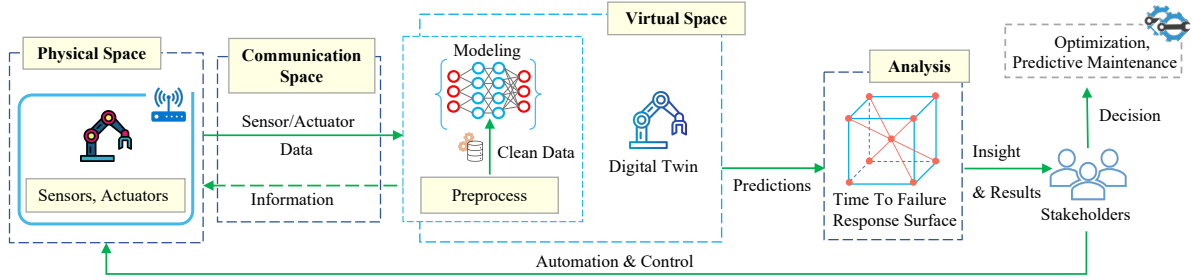 Physical Space
Sensors, Actuators
Communication
Space
Sensor/Actuator
Data
Information
Virtual Space
Modeling
Clean Data
Preprocess
Digital Twin
Predictions
Analysis
Time To Failure
Response Surface
Insight
& Results
Optimization,
Predictive Maintenance
Decision
Stakeholders
Automation & Control